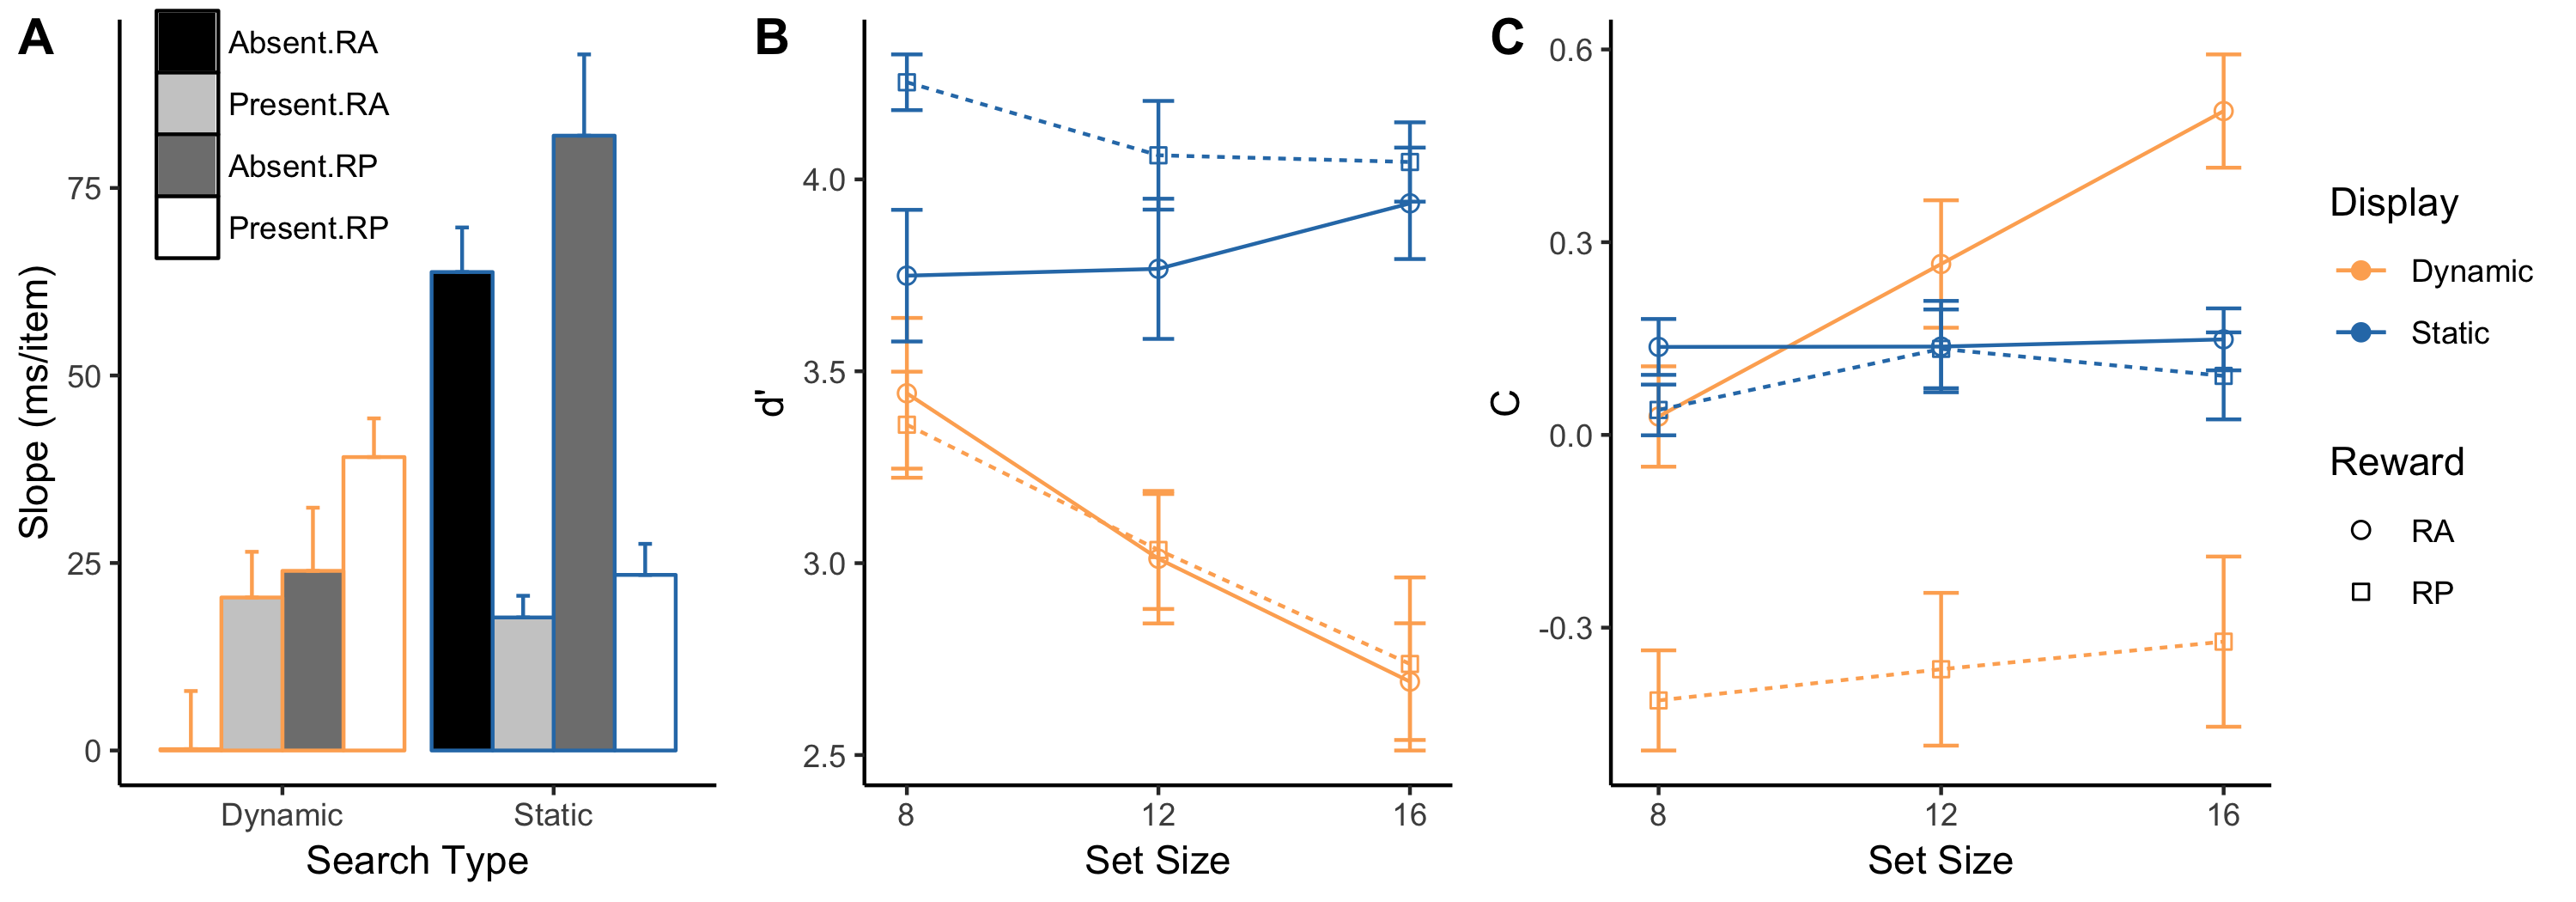 A
Absent.RA
Present.RA
Absent.RP
Present.RP
Slope (ms/item)
75
50
25
0
Dynamic Static
Search Type
B
d'
4.0
3.5
3.0
2.5
8 12 16
Set Size
C
C
0.6
0.3
0.0
-0.3
8 12 16
Set Size
Display
Dynamic
Static
Reward
RA
RP